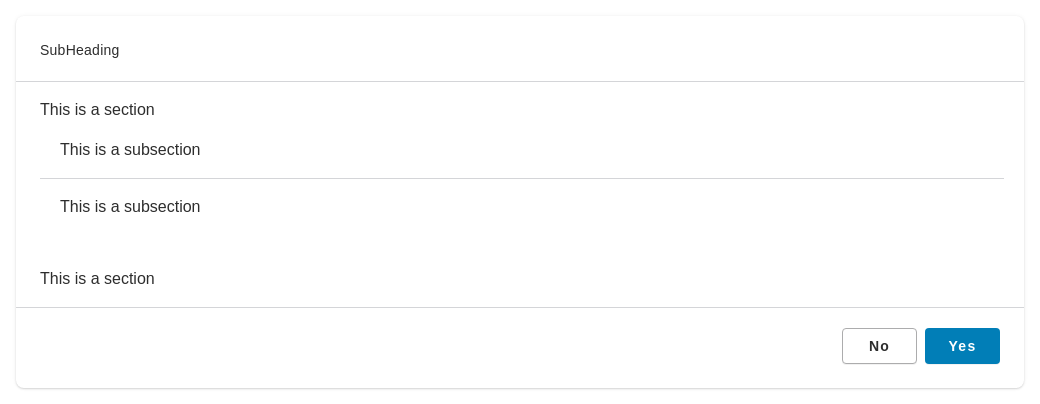 SubHeading
This is a section
This is a subsection
This is a subsection
This is a section
No
Yes